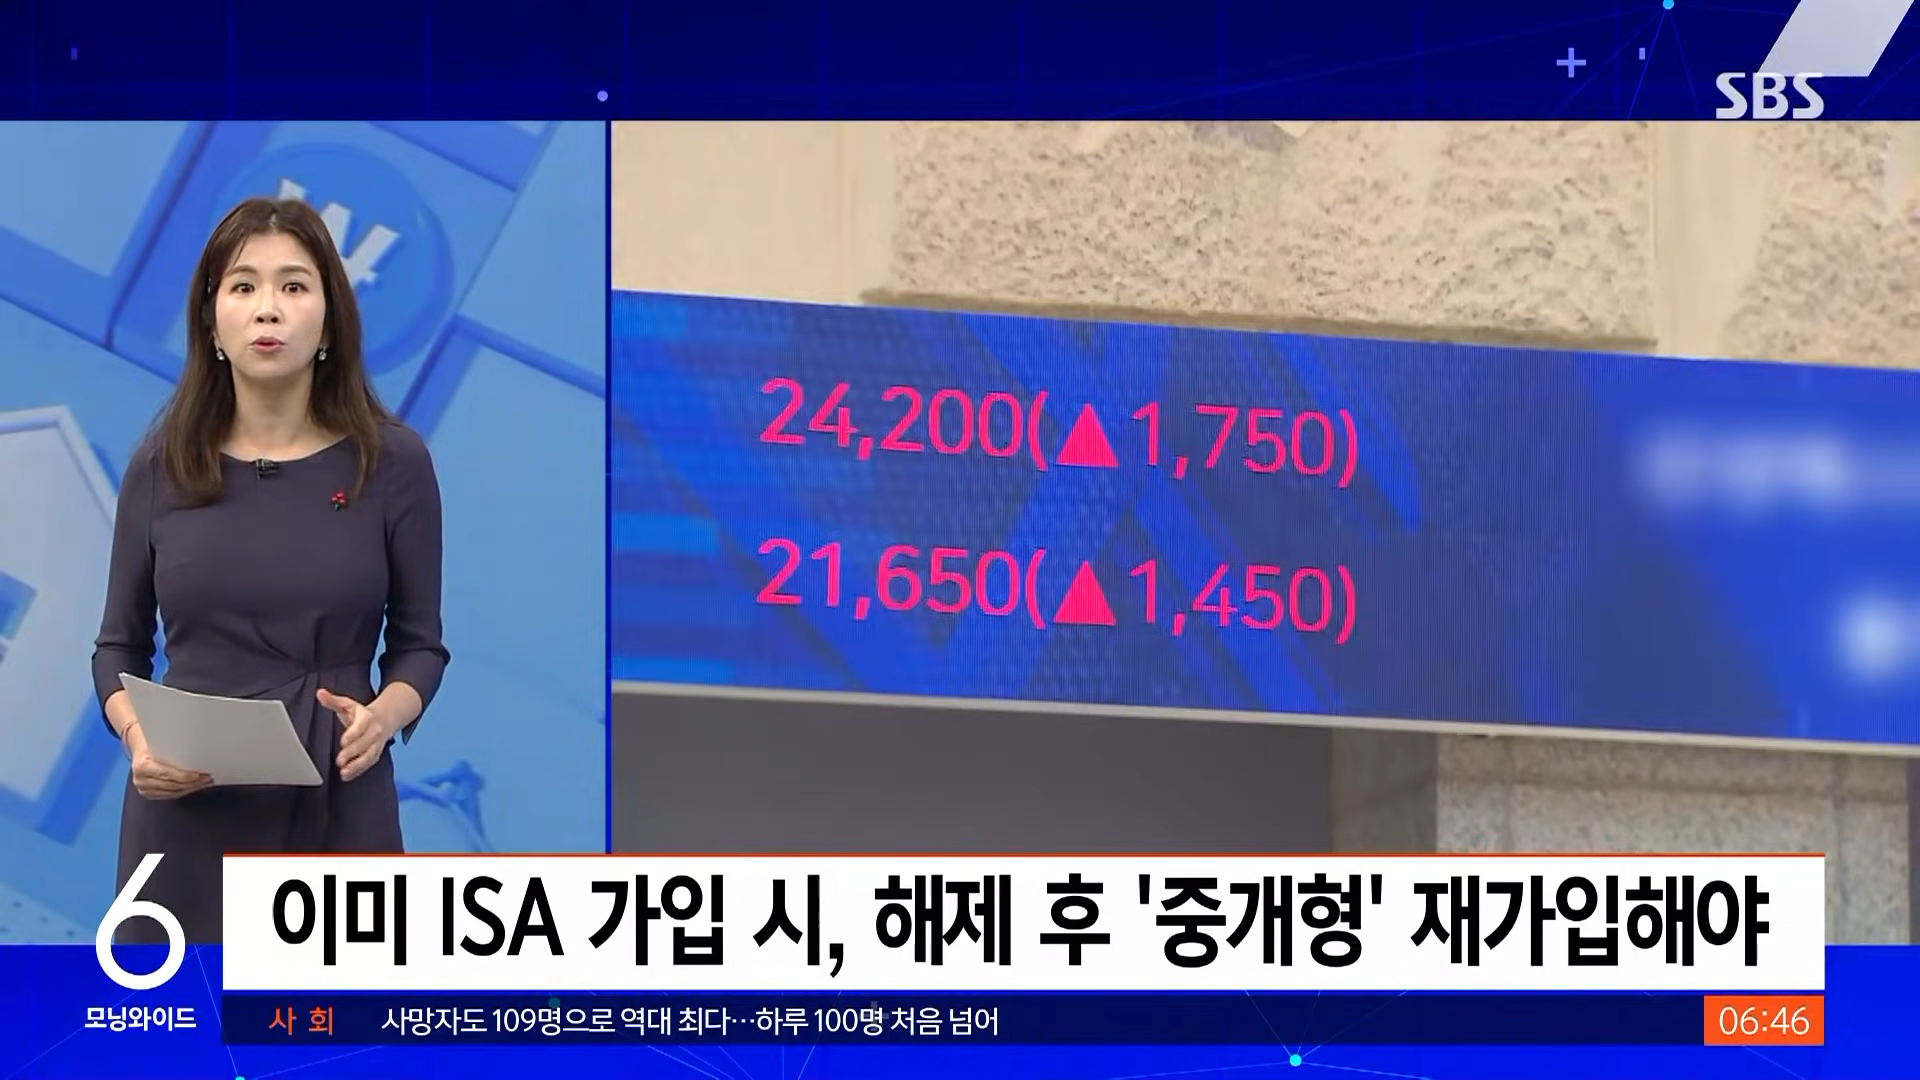 SBS
₩
24,200(▲1,750)
21,650(▲1,450)
이미 ISA 가입 시, 해제 후 '중개형' 재가입해야
6
모닝와이드
사회 사망자도 109명으로 역대 최다…하루 100명 처음 넘어
06:46